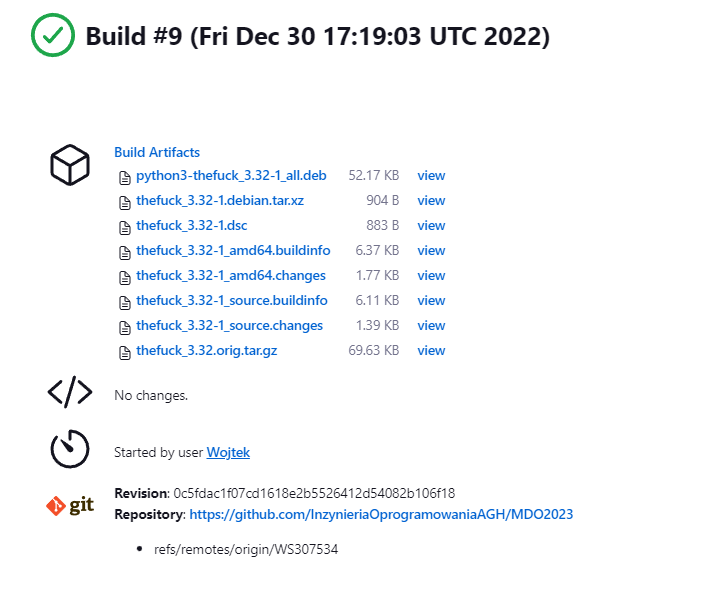 Build #9 (Fri Dec 30 17:19:03 UTC 2022)
Build Artifacts
python3-thefuck_3.32-1_all.deb 52.17 KB view
thefuck_3.32-1.debian.tar.xz 904 B view
thefuck_3.32-1.dsc 883 B view
thefuck_3.32-1_amd64.buildinfo 6.37 KB view
thefuck_3.32-1_amd64.changes 1.77 KB view
thefuck_3.32-1_source.buildinfo 6.11 KB view
thefuck_3.32-1_source.changes 1.39 KB view
thefuck_3.32.orig.tar.gz 69.63 KB view
No changes.
Started by user Wojtek
git
Revision: 0c5fdac1f07cd1618e2b5526412d54082b106f18
Repository: https://github.com/InzynieriaOprogramowaniaAGH/MDO2023
• refs/remotes/origin/WS307534